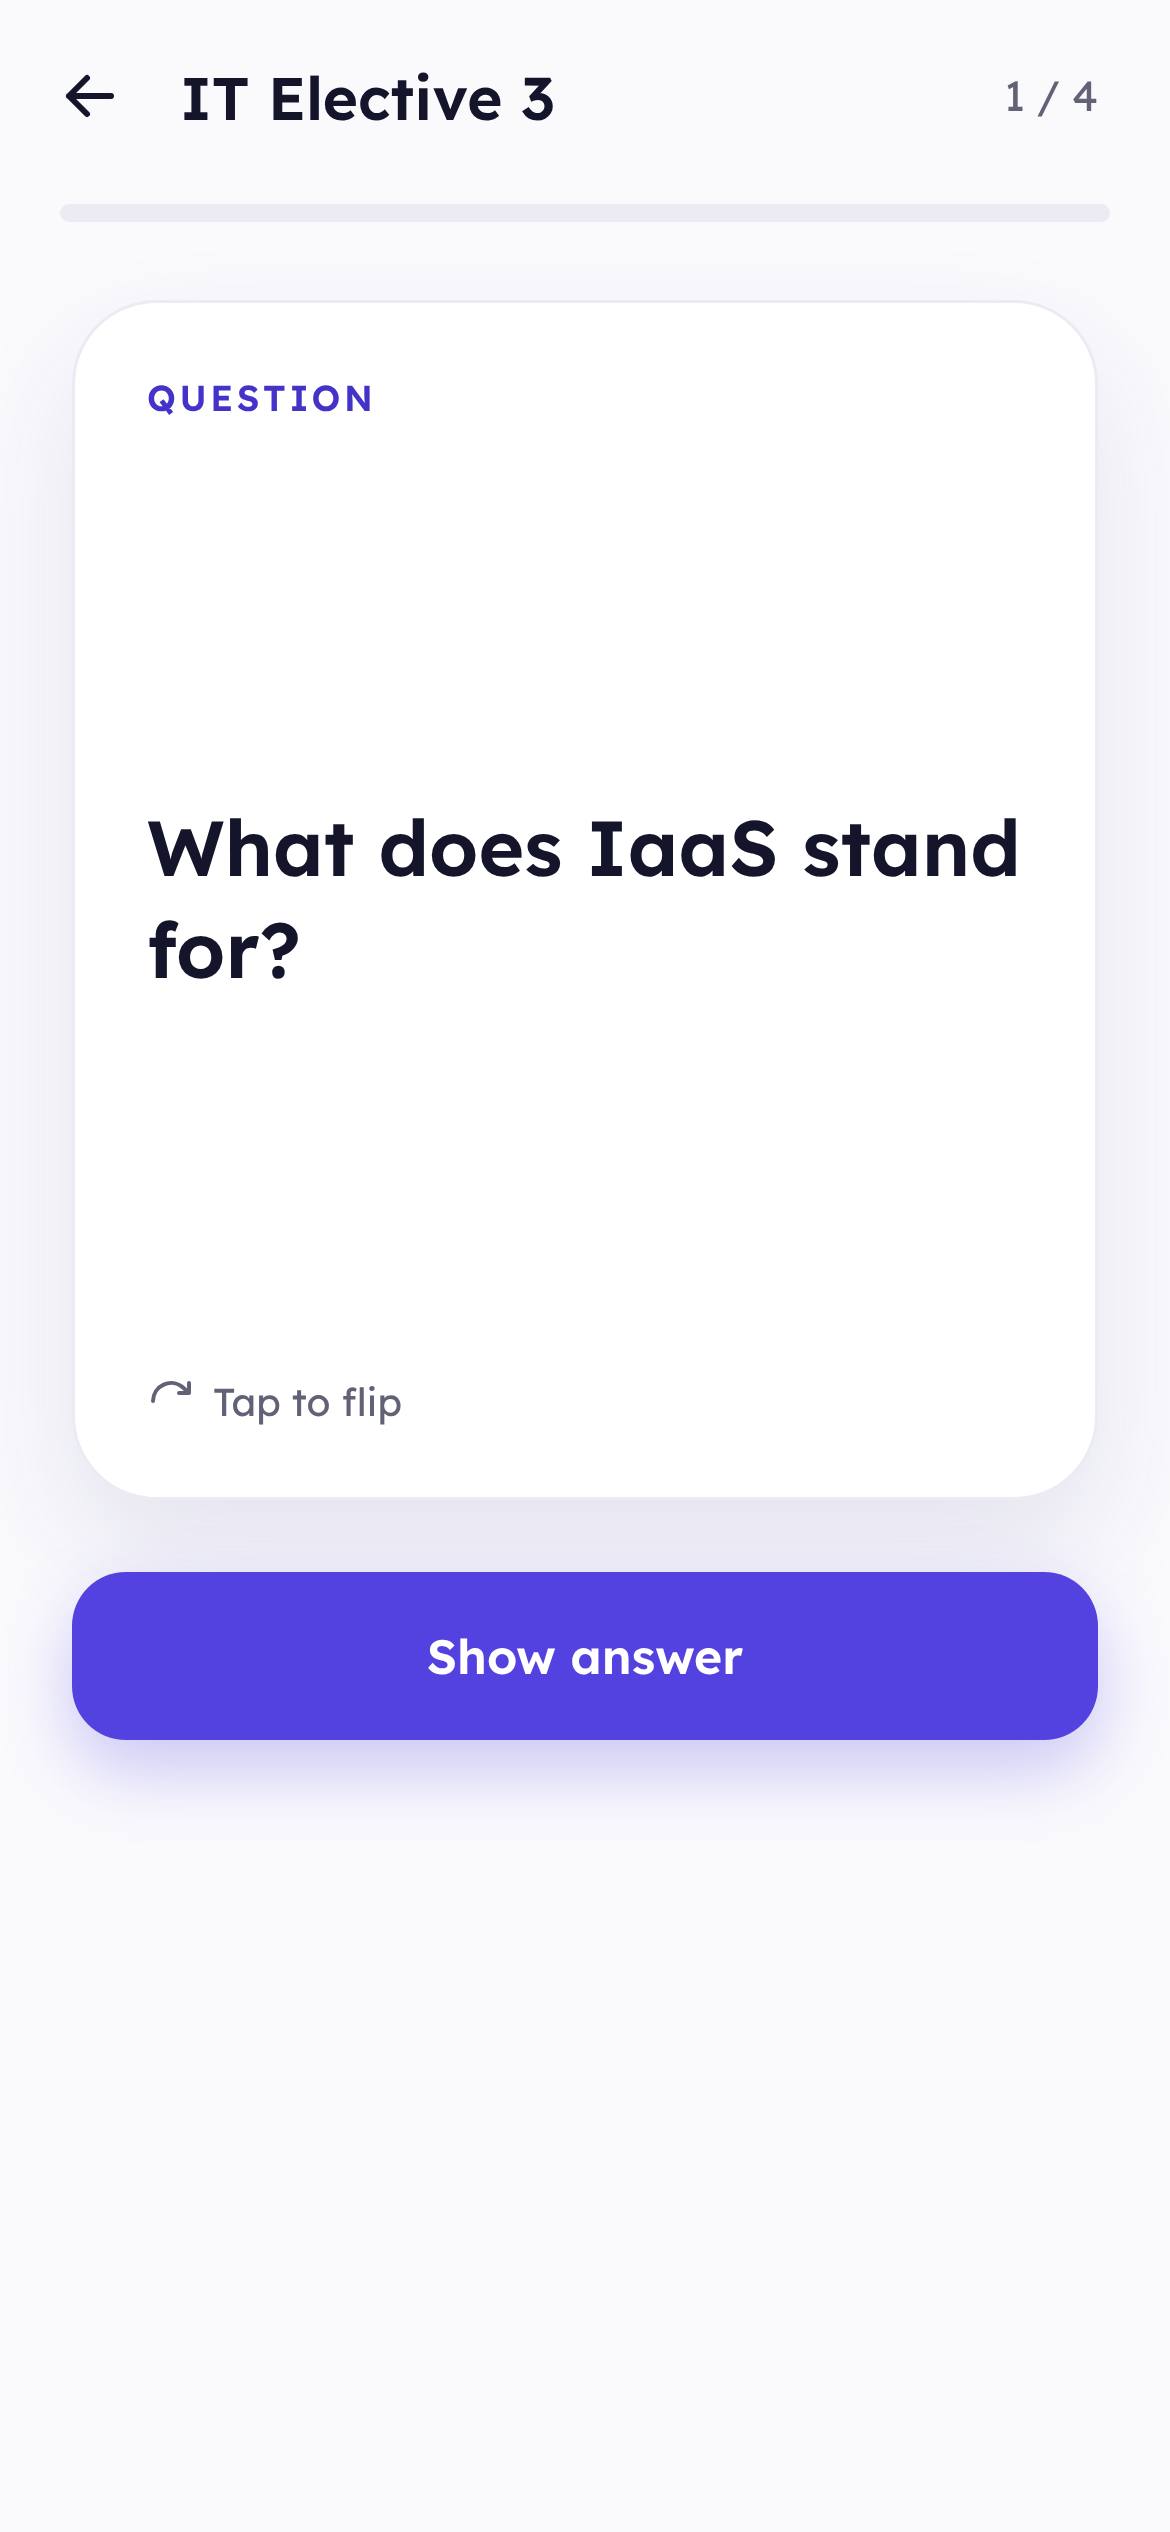 IT Elective 3
1 / 4
QUESTION
What does IaaS stand
for?
Tap to flip
Show answer